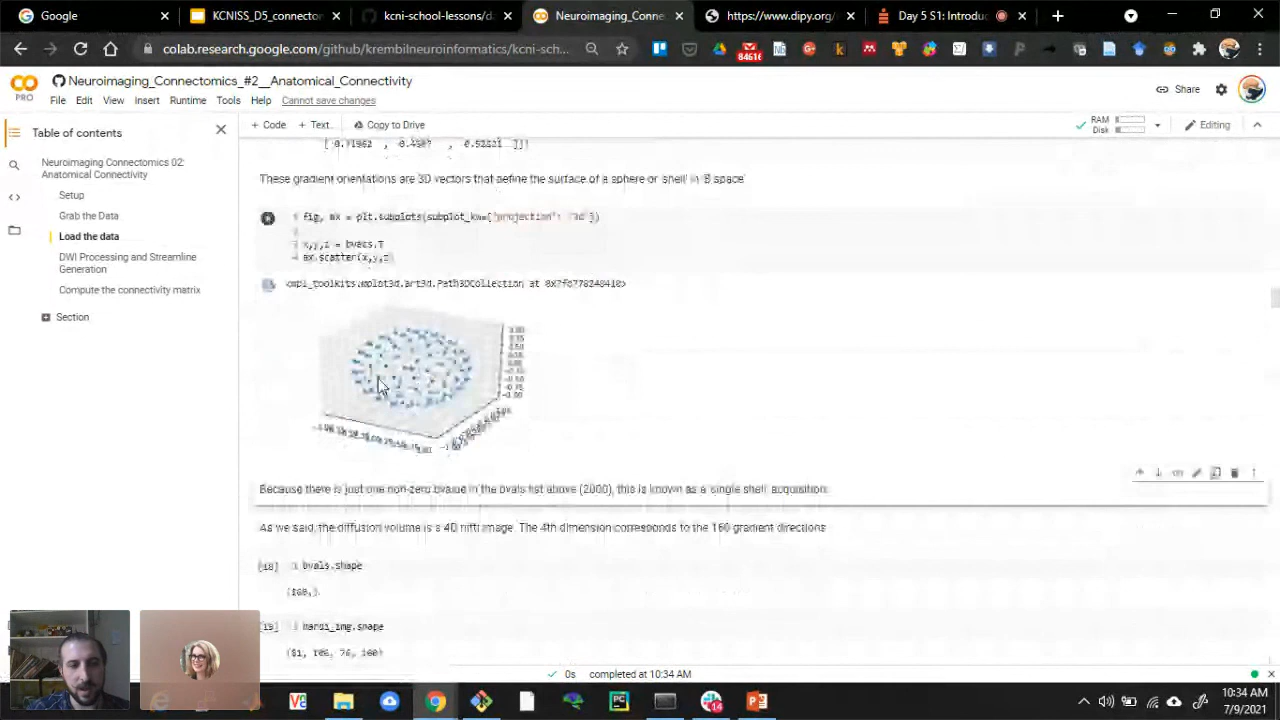 Google
KCNISS_D5_connector
kcni-school-lessons/da
Neuroimaging_Conne
https://www.dipy.org/
Day 5 S1: Introduc
colab.research.google.com/github/krembilneuroinformatics/kcni-sch...
84616
PRO
Neuroimaging_Connectomics_#2__Anatomical_Connectivity
File Edit View Insert Runtime Tools Help Cannot save changes
Share
+ Code + Text Copy to Drive
RAM
Disk
Editing
Table of contents
Neuroimaging Connectomics 02:
Anatomical Connectivity
Setup
Grab the Data
Load the data
DWI Processing and Streamline
Generation
Compute the connectivity matrix
Section
These gradient orientations are 3D vectors that define the surface of a sphere or shell in
fig, ax = plt.subplots(subplot_kw={'projection': '3d'})
x,y,z = bvecs.T
ax.scatter(x,y,z)
Because there is just one non-zero bvalue in the bvals list above (2000), this is known as a single shell acquisition
As we said, the diffusion volume is a 4D nifti image. The 4th dimension corresponds to the 160 gradient directions
[18] 1 bvals.shape
(160,)
[19] 1 hardi_img.shape
0s completed at 10:34 AM
14
10:34 AM
7/9/2021